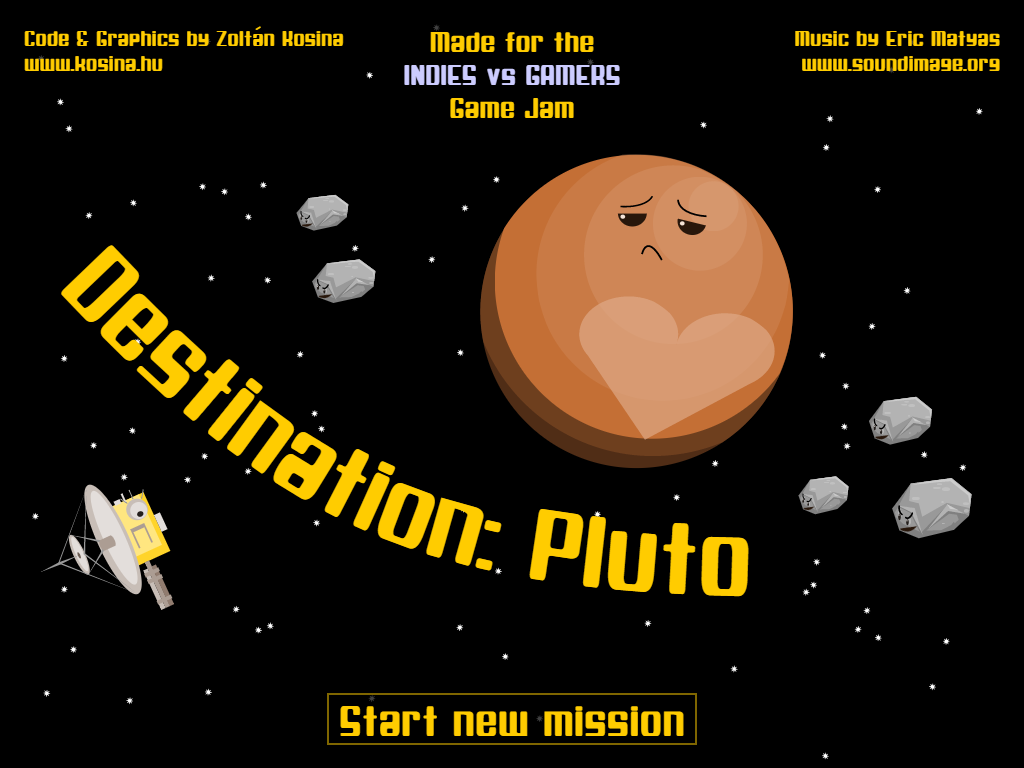 Code & Graphics by Zoltán Kosina
www.kosina.hu
Made for the
INDIES vs GAMERS
Game Jam
Music by Eric Matyas
www.soundimage.org
Destination: Pluto
Start new mission